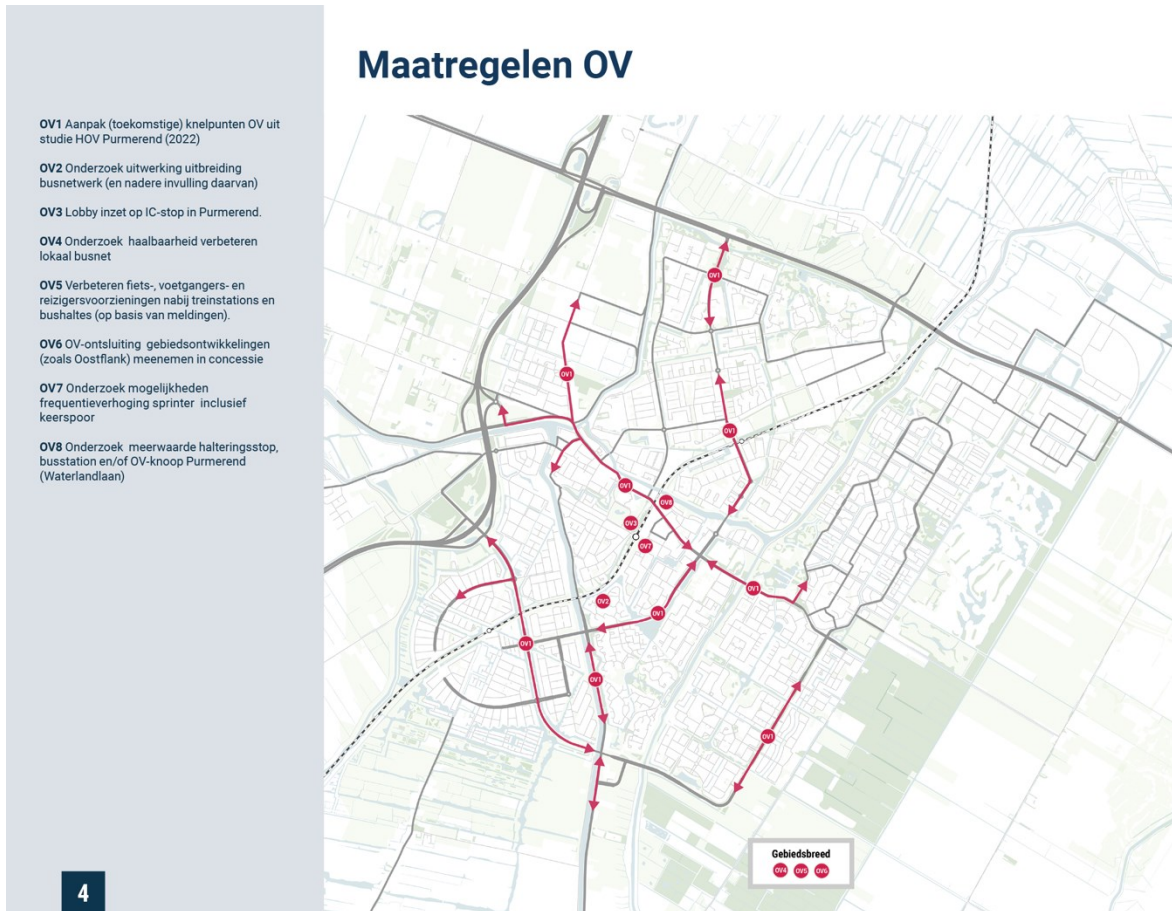 Maatregelen OV
OV1 Aanpak (toekomstige) knelpunten OV uit
studie HOV Purmerend (2022)
OV2 Onderzoek uitwerking uitbreiding
busnetwerk (en nadere invulling daarvan)
OV3 Lobby inzet op IC-stop in Purmerend.
OV4 Onderzoek haalbaarheid verbeteren
lokaal busnet
OV5 Verbeteren fiets-, voetgangers- en
reizigersvoorzieningen nabij treinstations en
bushaltes (op basis van meldingen).
OV6 OV-ontsluiting gebiedsontwikkelingen
(zoals Oostflank) meenemen in concessie
OV7 Onderzoek mogelijkheden
frequentieverhoging sprinter inclusief
keerspoor
OV8 Onderzoek meerwaarde halteringsstop,
busstation en/of OV-knoop Purmerend
(Waterlandlaan)
OV1
OV1
OV1
OV1
OV8
OV3
OV7
OV1
OV2
OV1
OV1
OV1
OV1
Gebiedsbreed
OV4 OV5 OV6
4